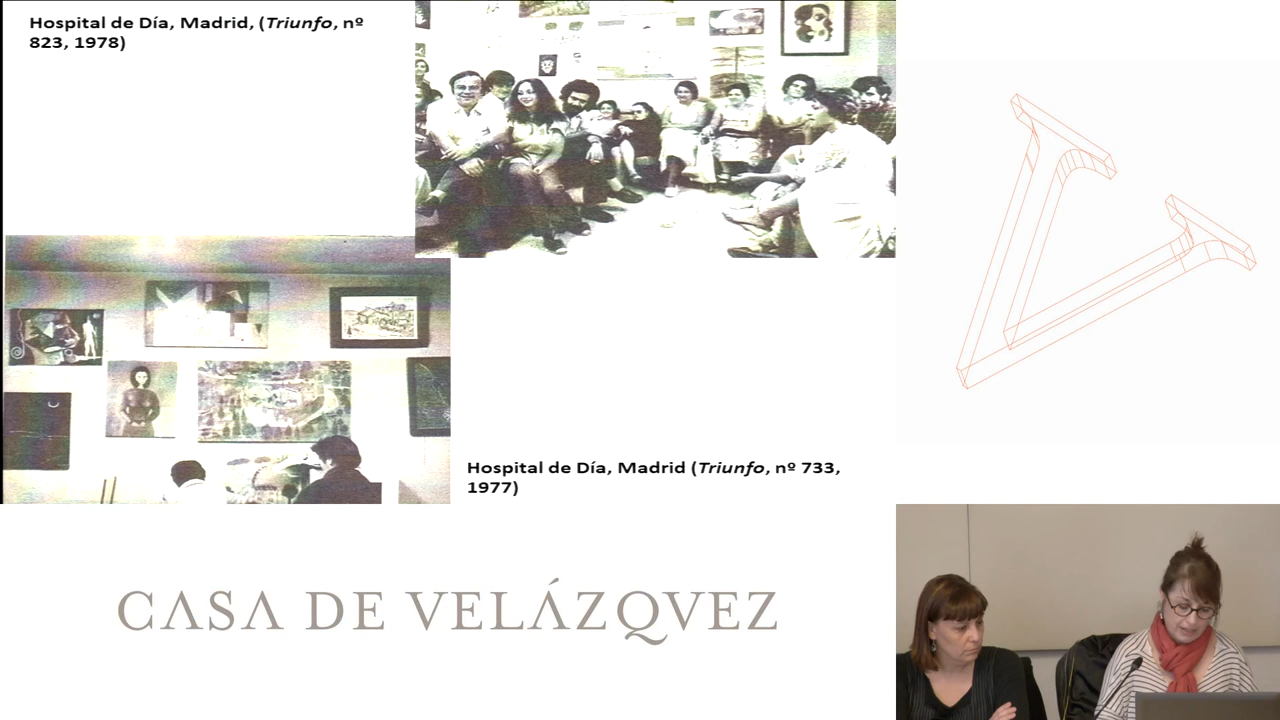 Hospital de Día, Madrid, (Triunfo, nº
823, 1978)
Hospital de Día, Madrid (Triunfo, nº 733,
1977)
CASA DE VELÁZQVEZ